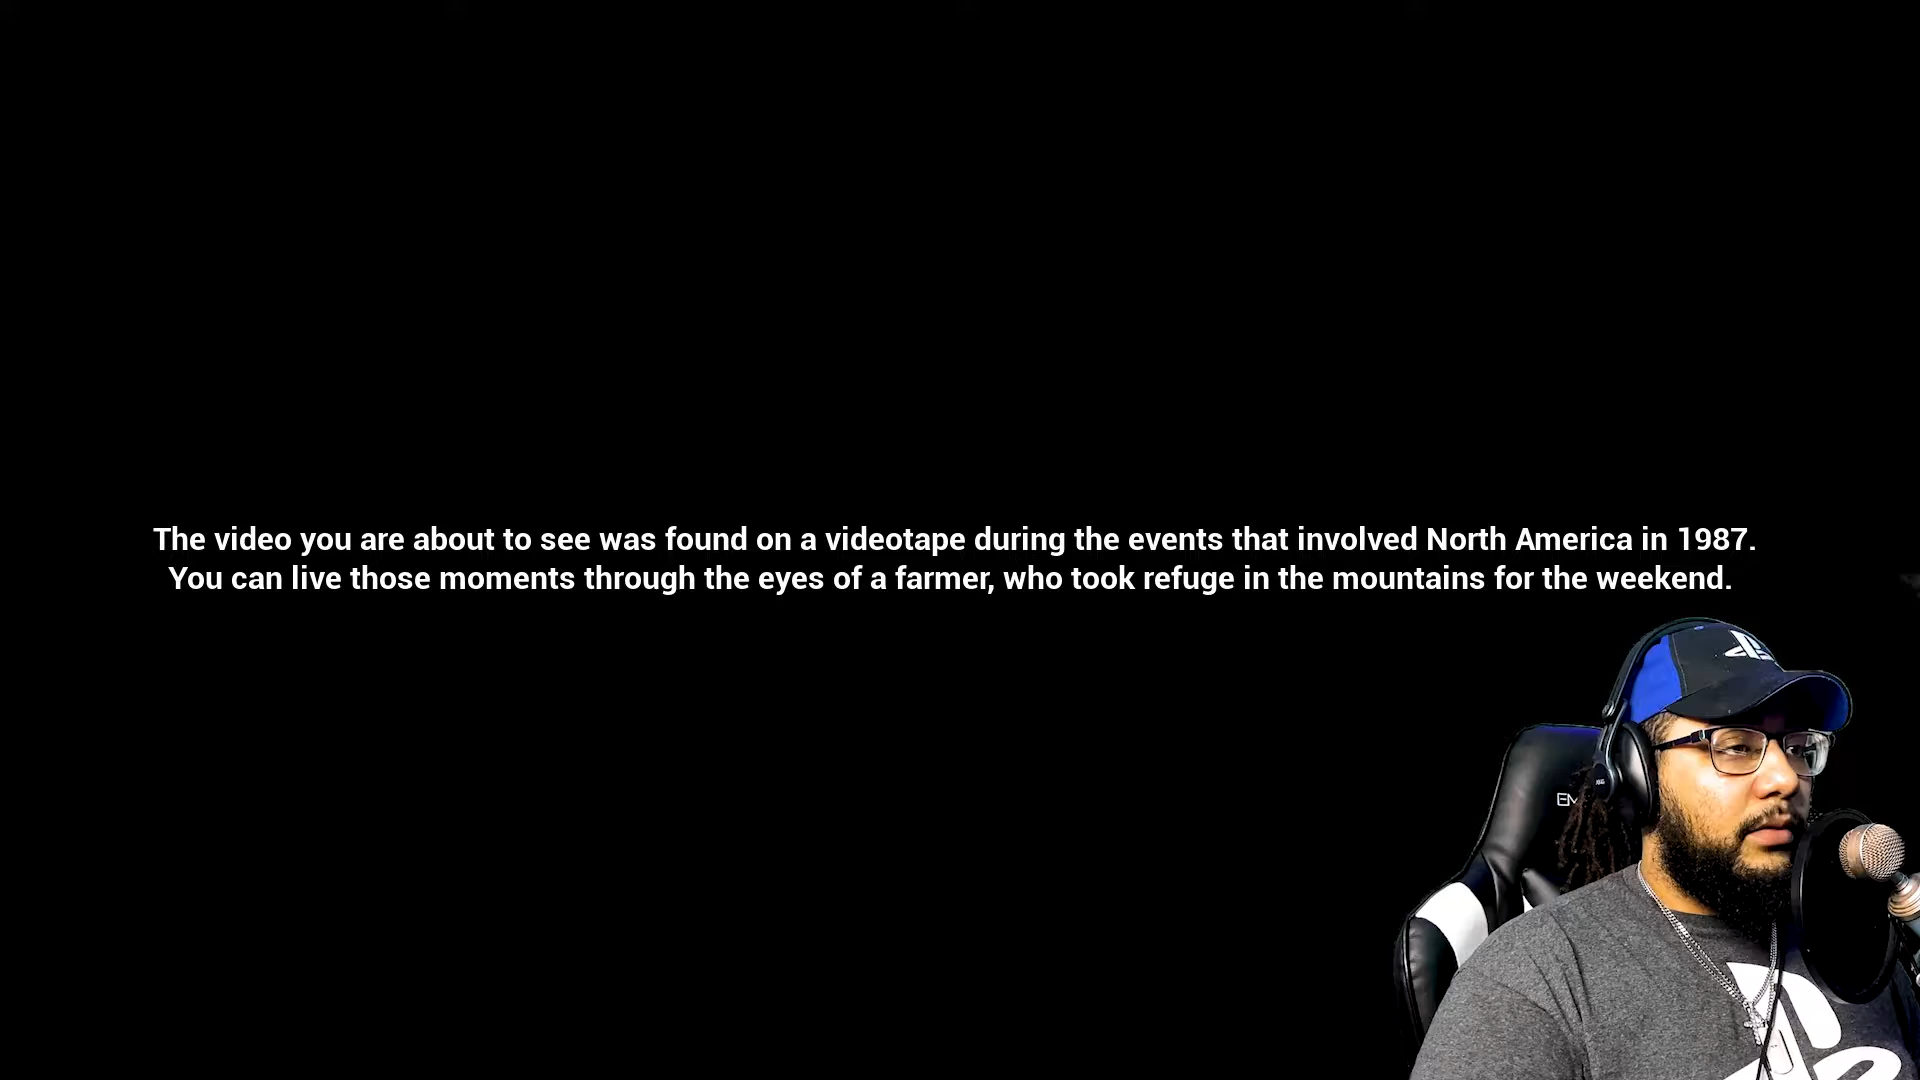 The video you are about to see was found on a videotape during the events that involved North America in 1987.
You can live those moments through the eyes of a farmer, who took refuge in the mountains for the weekend.
EM
AKG